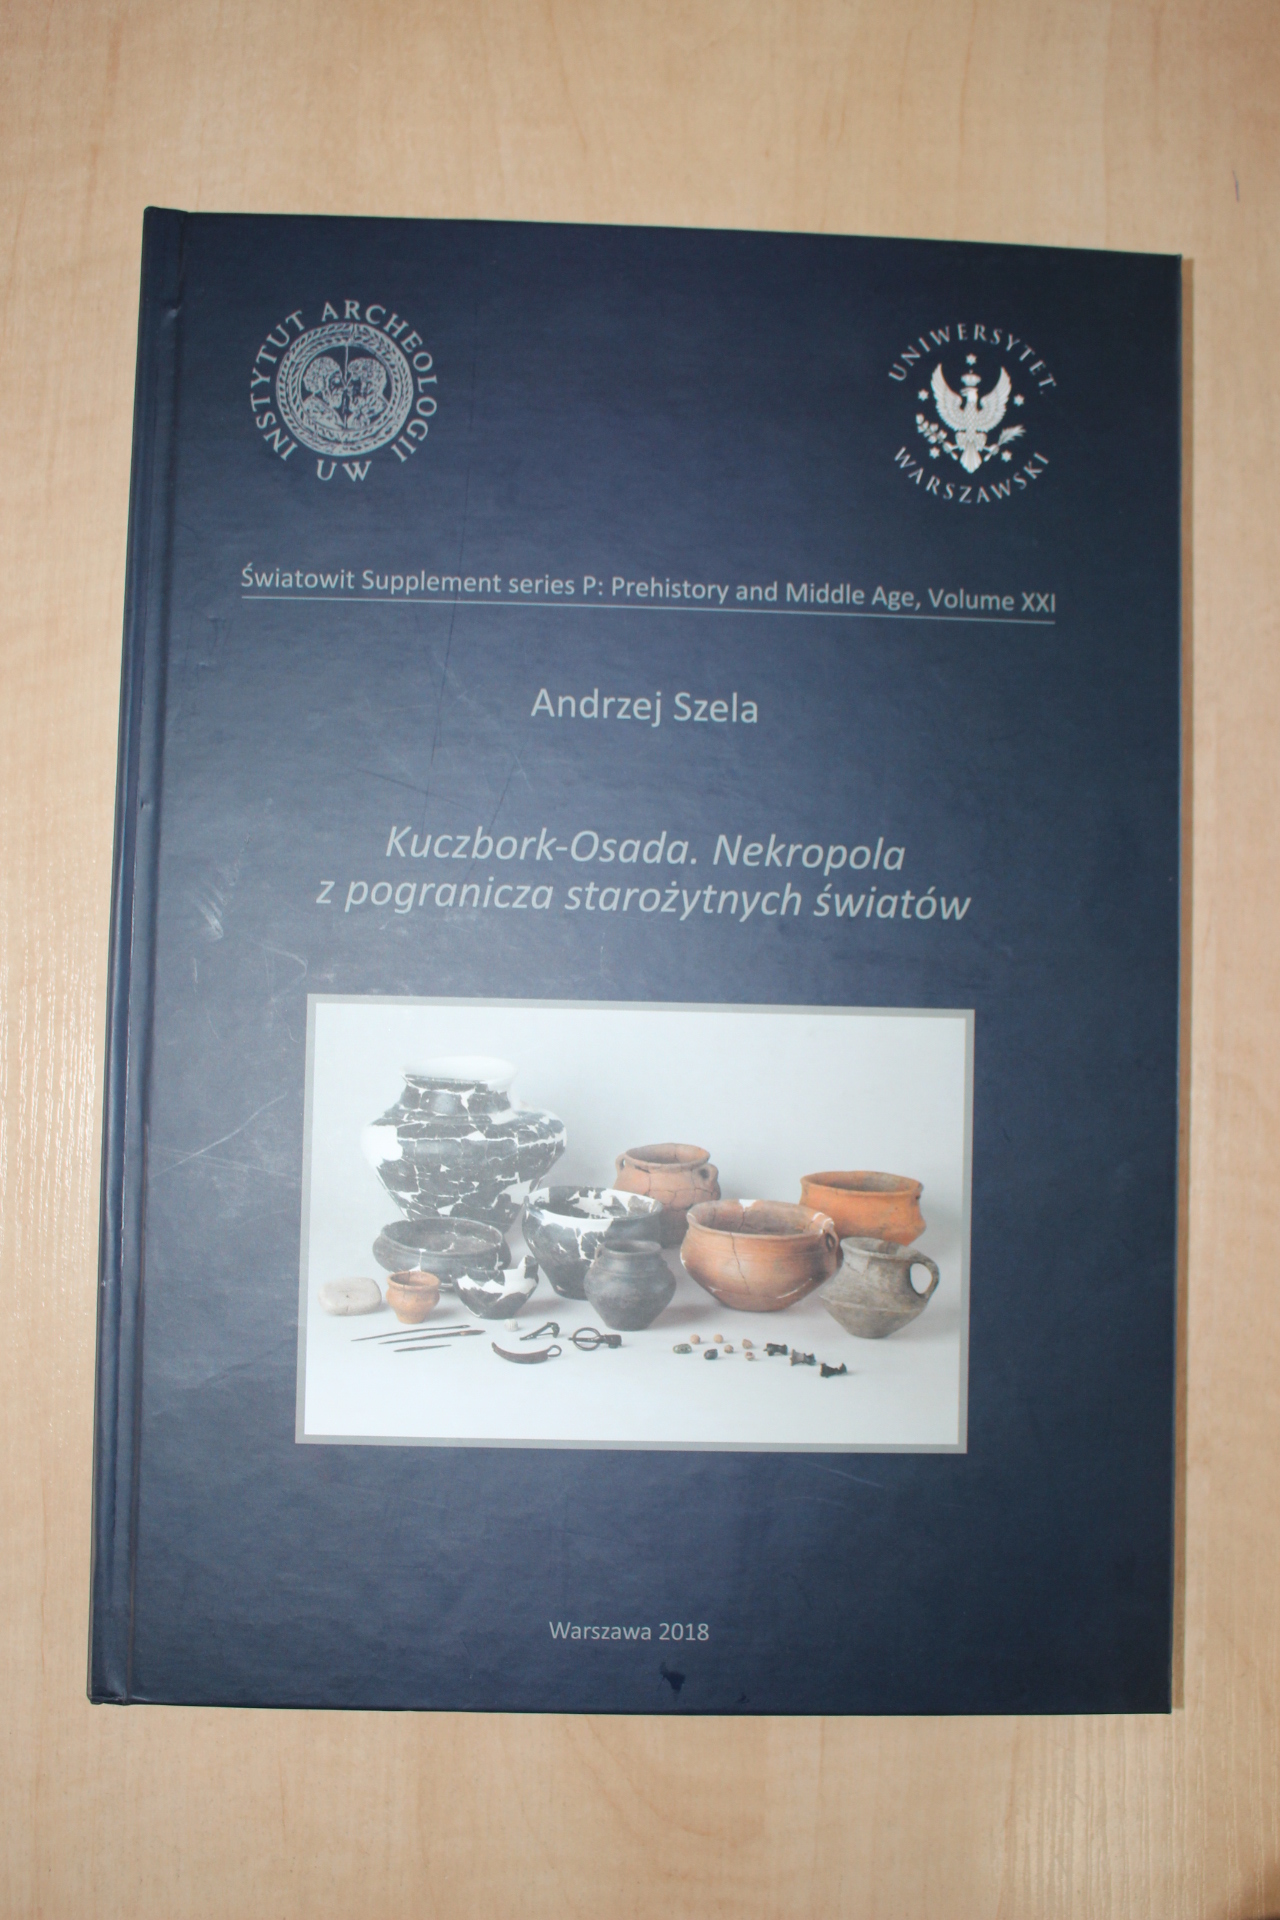 INSTYTUT ARCHEOLOGII UW
UNIWERSYTET WARSZAWSKI
Światowit Supplement series P: Prehistory and Middle Age, Volume XXI
Andrzej Szela
Kuczbork-Osada. Nekropola
z pogranicza starożytnych światów
Warszawa 2018